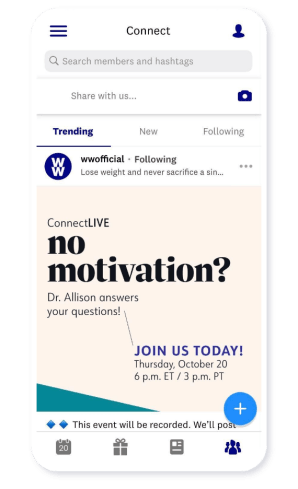 Connect
Search members and hashtags
Share with us...
Trending New Following
WW
wwofficial · Following
Lose weight and never sacrifice a sin...
ConnectLIVE
no
motivation?
Dr. Allison answers
your questions!
JOIN US TODAY!
Thursday, October 20
6 p.m. ET / 3 p.m. PT
This event will be recorded. We'll post
20